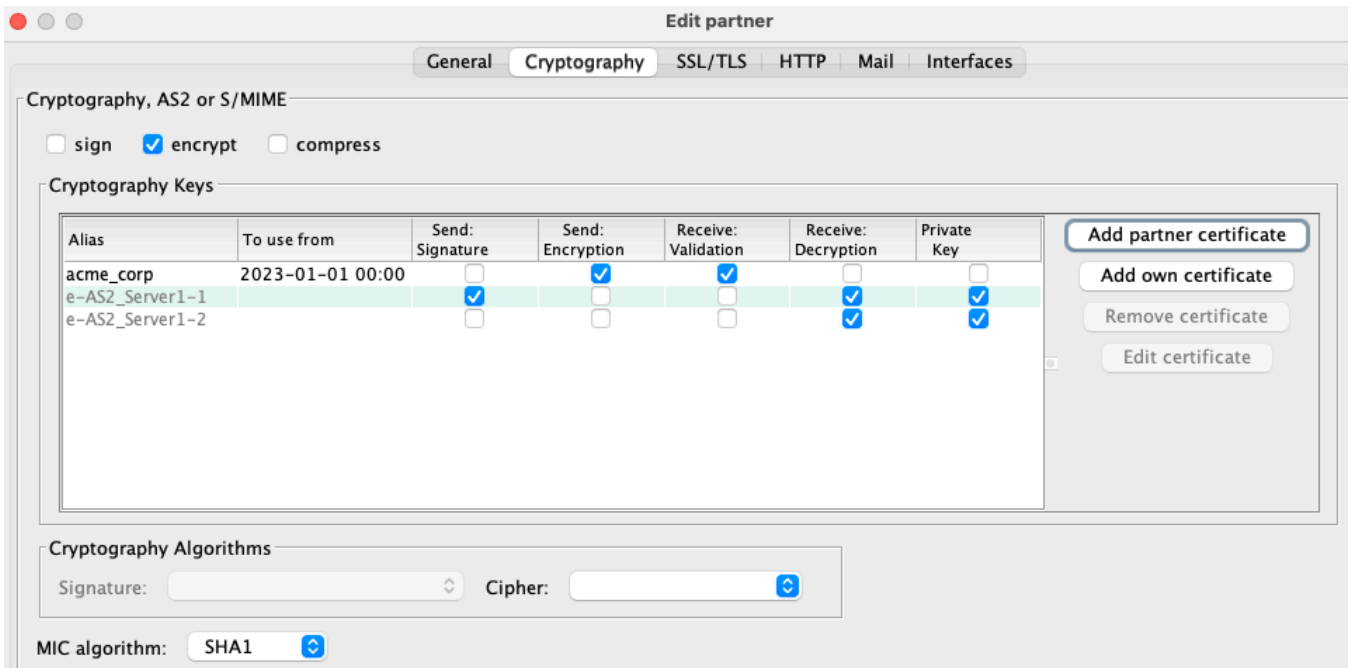 Edit partner
General Cryptography SSL/TLS HTTP Mail Interfaces
Cryptography, AS2 or S/MIME
sign encrypt compress
Cryptography Keys
Alias To use from Send: Signature Send: Encryption Receive: Validation Receive: Decryption Private Key
acme_corp 2023-01-01 00:00
e-AS2_Server1-1
e-AS2_Server1-2
Add partner certificate
Add own certificate
Remove certificate
Edit certificate
Cryptography Algorithms
Signature: Cipher:
MIC algorithm: SHA1